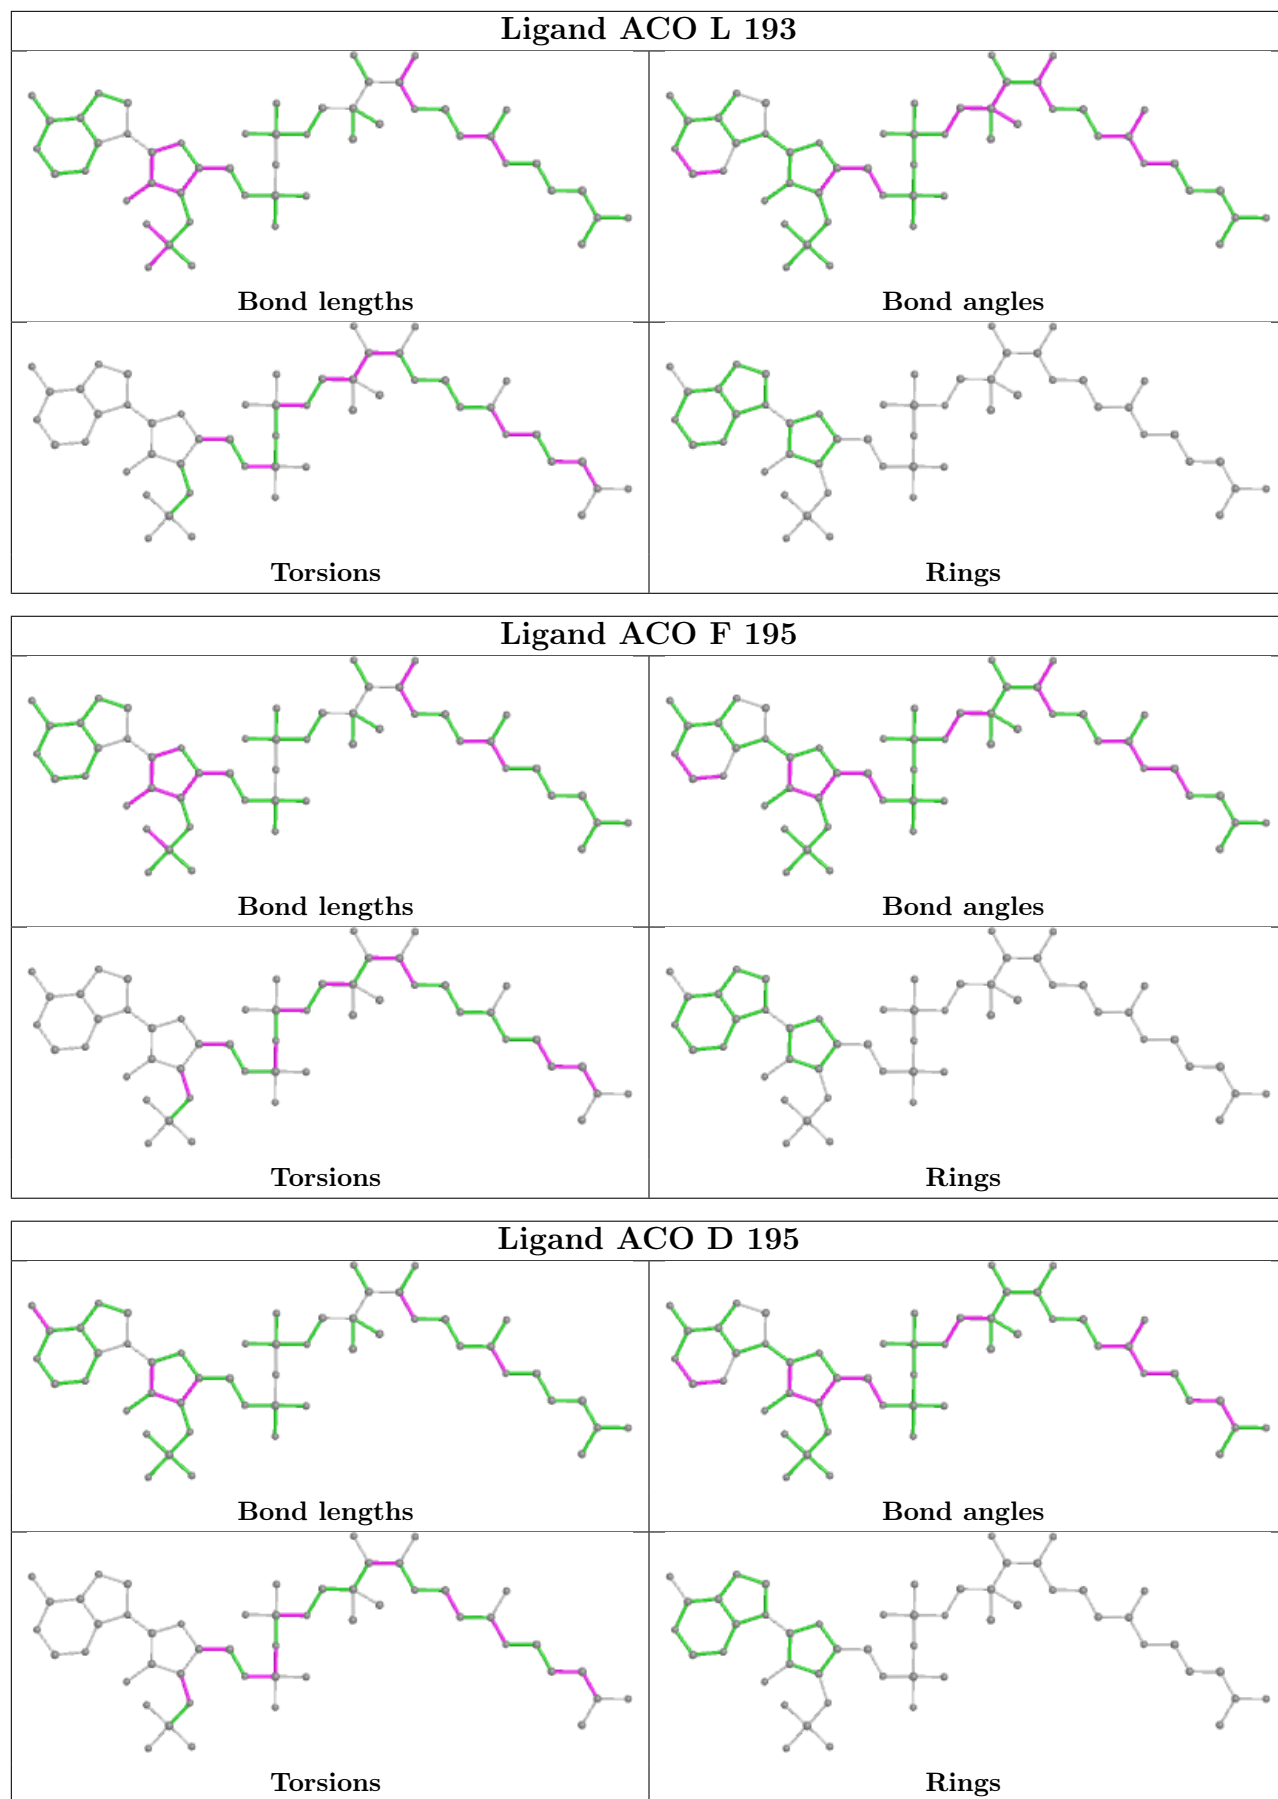 Ligand ACO L 193
Bond lengths
Bond angles
Torsions
Rings
Ligand ACO F 195
Bond lengths
Bond angles
Torsions
Rings
Ligand ACO D 195
Bond lengths
Bond angles
Torsions
Rings